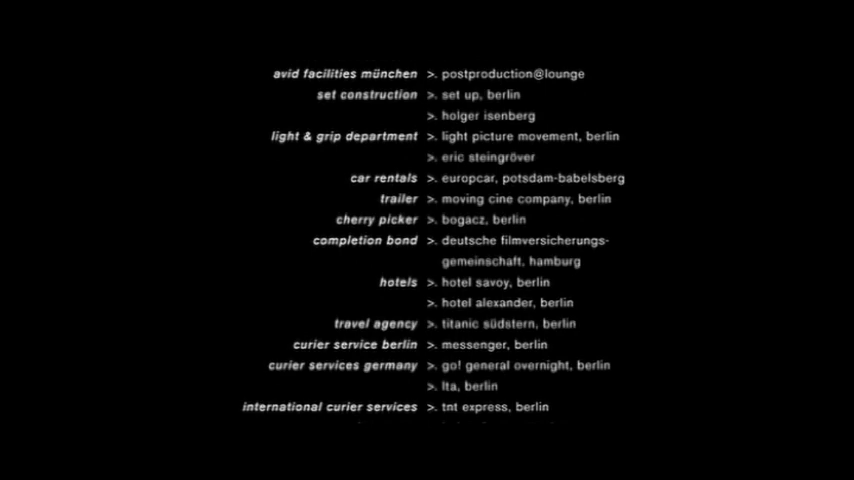 avid facilities münchen >. postproduction@lounge
set construction >. set up, berlin
>. holger isenberg
light & grip department >. light picture movement, berlin
>. eric steingröver
car rentals >. europcar, potsdam-babelsberg
trailer >. moving cine company, berlin
cherry picker >. bogacz, berlin
completion bond >. deutsche filmversicherungs-
gemeinschaft, hamburg
hotels >. hotel savoy, berlin
>. hotel alexander, berlin
travel agency >. titanic südstern, berlin
curier service berlin >. messenger, berlin
curier services germany >. go! general overnight, berlin
>. lta, berlin
international curier services >. tnt express, berlin